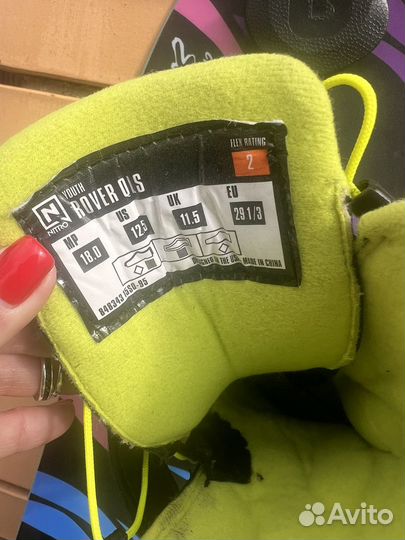 NITRO
YOUTH
ROVER QLS
FLEX RATING
2
MP
US
UK
EU
18.0
12.5
11.5
29 1/3
DESIGNED IN THE USA. MADE IN CHINA
Avito